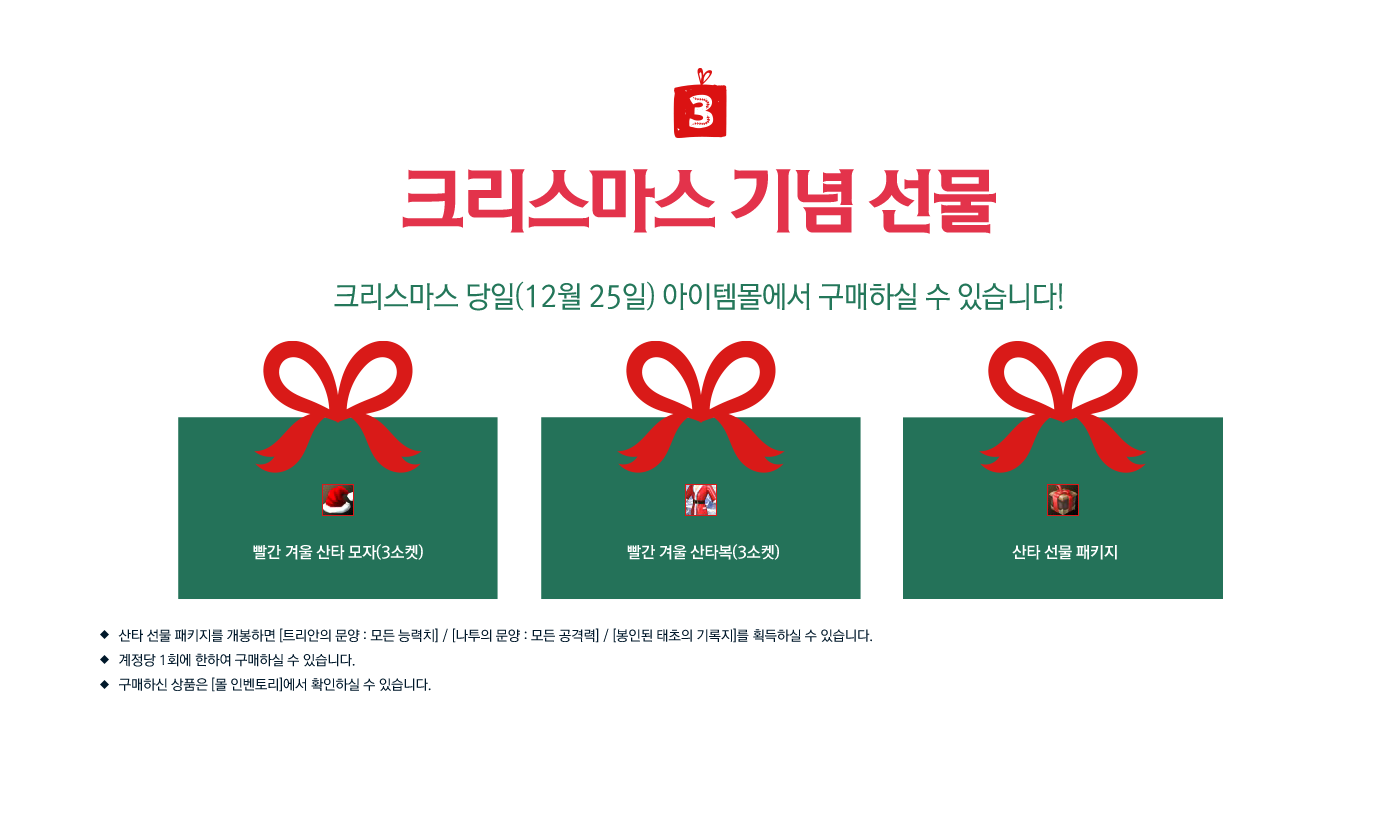 3
크리스마스 기념 선물
크리스마스 당일(12월 25일) 아이템몰에서 구매하실 수 있습니다!
빨간 겨울 산타 모자(3소켓)
빨간 겨울 산타복(3소켓)
산타 선물 패키지
◆ 산타 선물 패키지를 개봉하면 [트리안의 문양 : 모든 능력치] / [나투의 문양 : 모든 공격력] / [봉인된 태초의 기록지]를 획득하실 수 있습니다.
◆ 계정당 1회에 한하여 구매하실 수 있습니다.
◆ 구매하신 상품은 [몰 인벤토리]에서 확인하실 수 있습니다.